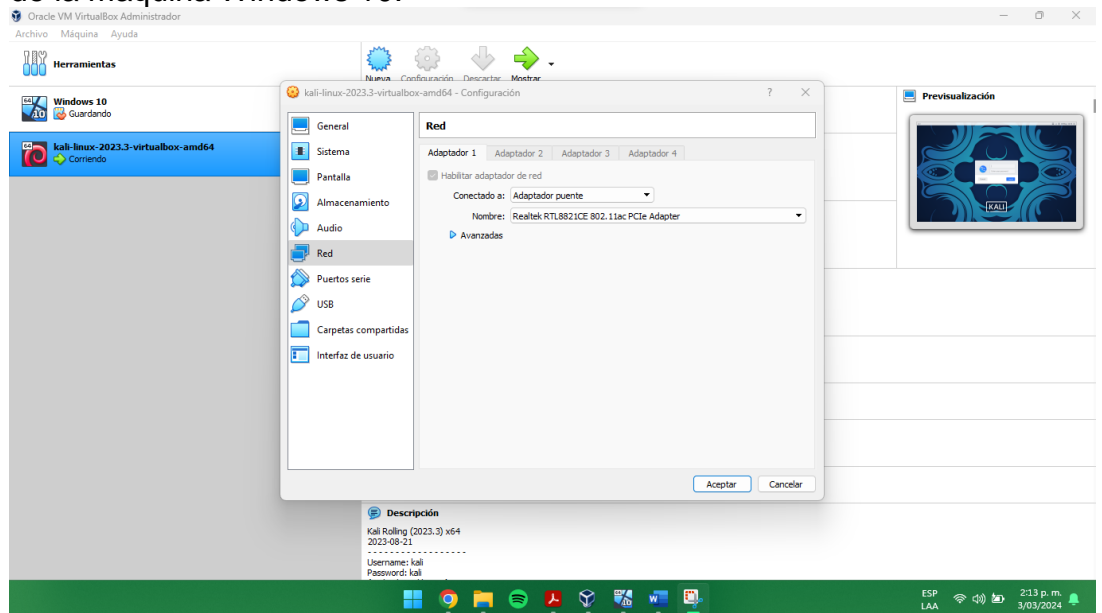 de la máquina Windows 10.
Oracle VM VirtualBox Administrador
Archivo Máquina Ayuda
Herramientas
Nueva Configuración Descartar Mostrar
Windows 10
Guardando
kali-linux-2023.3-virtualbox-amd64
Corriendo
Previsualización
KALI
kali-linux-2023.3-virtualbox-amd64 - Configuración
General
Sistema
Pantalla
Almacenamiento
Audio
Red
Puertos serie
USB
Carpetas compartidas
Interfaz de usuario
Red
Adaptador 1 Adaptador 2 Adaptador 3 Adaptador 4
Habilitar adaptador de red
Conectado a: Adaptador puente
Nombre: Realtek RTL8821CE 802.11ac PCIe Adapter
Avanzadas
Aceptar Cancelar
Descripción
Kali Rolling (2023.3) x64
2023-08-21
- - - - - - - - - - - - - - - - - -
Username: kali
Password: kali
ESP
LAA
2:13 p. m.
3/03/2024